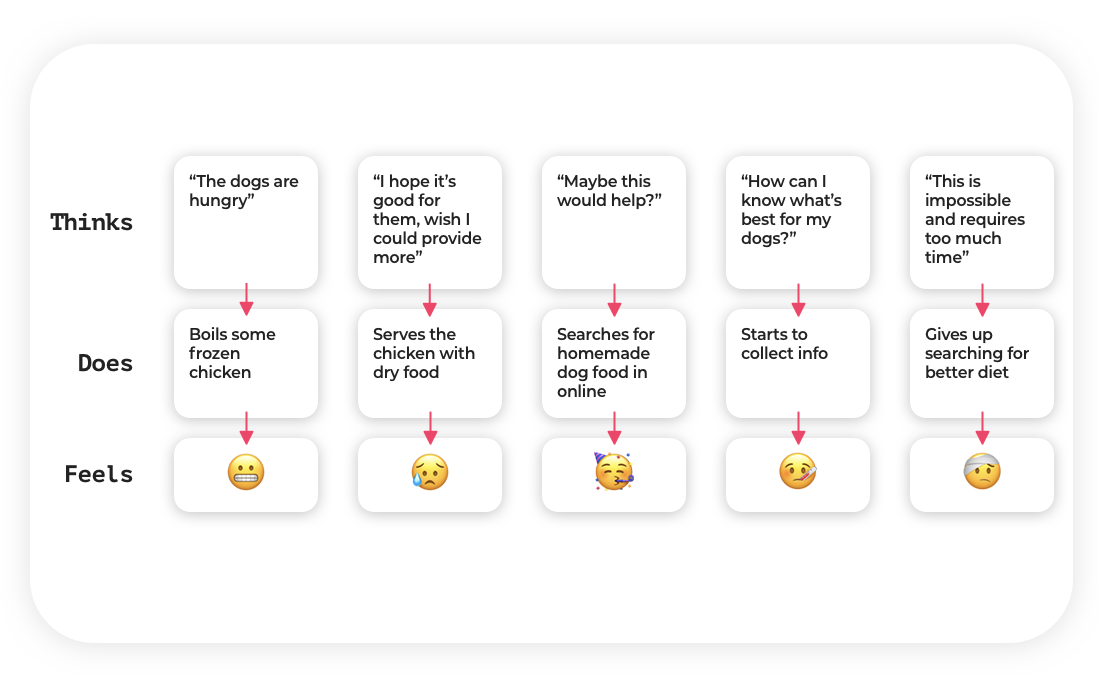 Thinks
“The dogs are
hungry”
“I hope it’s
good for
them, wish I
could provide
more”
“Maybe this
would help?”
“How can I
know what’s
best for my
dogs?”
“This is
impossible
and requires
too much
time”
Does
Boils some
frozen
chicken
Serves the
chicken with
dry food
Searches for
homemade
dog food in
online
Starts to
collect info
Gives up
searching for
better diet
Feels